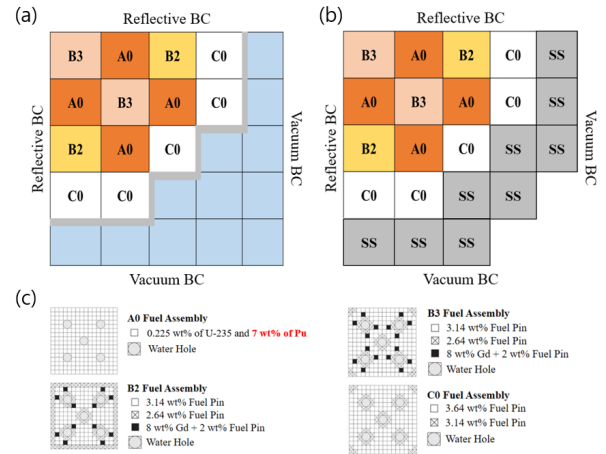 (a)
Reflective BC
B3 A0 B2 C0
A0 B3 A0 C0
B2 A0 C0
C0 C0
Reflective BC
Vacuum BC
Vacuum BC
(b)
Reflective BC
B3 A0 B2 C0 SS
A0 B3 A0 C0 SS
B2 A0 C0 SS SS
C0 C0 SS SS
SS SS SS
Reflective BC
Vacuum BC
Vacuum BC
(c)
A0 Fuel Assembly
0.225 wt% of U-235 and 7 wt% of Pu
Water Hole
B2 Fuel Assembly
3.14 wt% Fuel Pin
2.64 wt% Fuel Pin
8 wt% Gd + 2 wt% Fuel Pin
Water Hole
B3 Fuel Assembly
3.14 wt% Fuel Pin
2.64 wt% Fuel Pin
8 wt% Gd + 2 wt% Fuel Pin
Water Hole
C0 Fuel Assembly
3.64 wt% Fuel Pin
3.14 wt% Fuel Pin
Water Hole